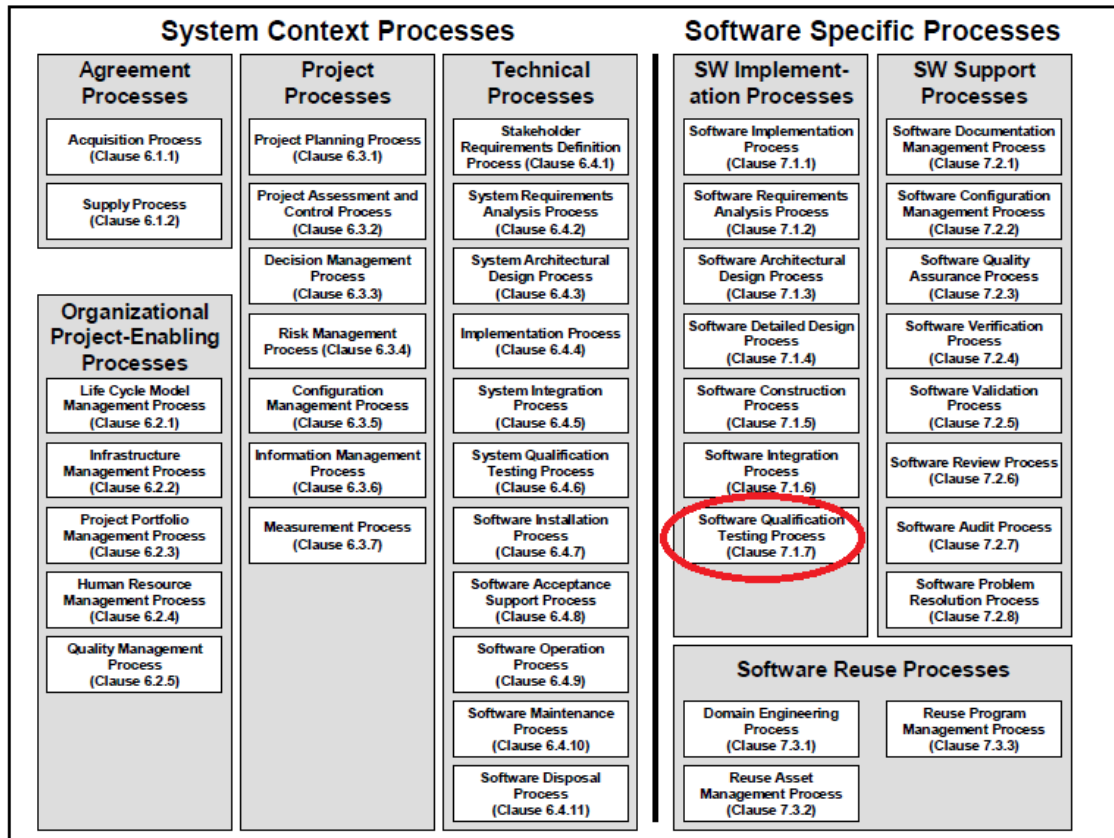 System Context Processes
Software Specific Processes
Agreement
Processes
Acquisition Process
(Clause 6.1.1)
Supply Process
(Clause 6.1.2)
Organizational
Project-Enabling
Processes
Life Cycle Model
Management Process
(Clause 6.2.1)
Infrastructure
Management Process
(Clause 6.2.2)
Project Portfolio
Management Process
(Clause 6.2.3)
Human Resource
Management Process
(Clause 6.2.4)
Quality Management
Process
(Clause 6.2.5)
Project
Processes
Project Planning Process
(Clause 6.3.1)
Project Assessment and
Control Process
(Clause 6.3.2)
Decision Management
Process
(Clause 6.3.3)
Risk Management
Process (Clause 6.3.4)
Configuration
Management Process
(Clause 6.3.5)
Information Management
Process
(Clause 6.3.6)
Measurement Process
(Clause 6.3.7)
Technical
Processes
Stakeholder
Requirements Definition
Process (Clause 6.4.1)
System Requirements
Analysis Process
(Clause 6.4.2)
System Architectural
Design Process
(Clause 6.4.3)
Implementation Process
(Clause 6.4.4)
System Integration
Process
(Clause 6.4.5)
System Qualification
Testing Process
(Clause 6.4.6)
Software Installation
Process
(Clause 6.4.7)
Software Acceptance
Support Process
(Clause 6.4.8)
Software Operation
Process
(Clause 6.4.9)
Software Maintenance
Process
(Clause 6.4.10)
Software Disposal
Process
(Clause 6.4.11)
SW Implement-
ation Processes
Software Implementation
Process
(Clause 7.1.1)
Software Requirements
Analysis Process
(Clause 7.1.2)
Software Architectural
Design Process
(Clause 7.1.3)
Software Detailed Design
Process
(Clause 7.1.4)
Software Construction
Process
(Clause 7.1.5)
Software Integration
Process
(Clause 7.1.6)
Software Qualification
Testing Process
(Clause 7.1.7)
SW Support
Processes
Software Documentation
Management Process
(Clause 7.2.1)
Software Configuration
Management Process
(Clause 7.2.2)
Software Quality
Assurance Process
(Clause 7.2.3)
Software Verification
Process
(Clause 7.2.4)
Software Validation
Process
(Clause 7.2.5)
Software Review Process
(Clause 7.2.6)
Software Audit Process
(Clause 7.2.7)
Software Problem
Resolution Process
(Clause 7.2.8)
Software Reuse Processes
Domain Engineering
Process
(Clause 7.3.1)
Reuse Asset
Management Process
(Clause 7.3.2)
Reuse Program
Management Process
(Clause 7.3.3)